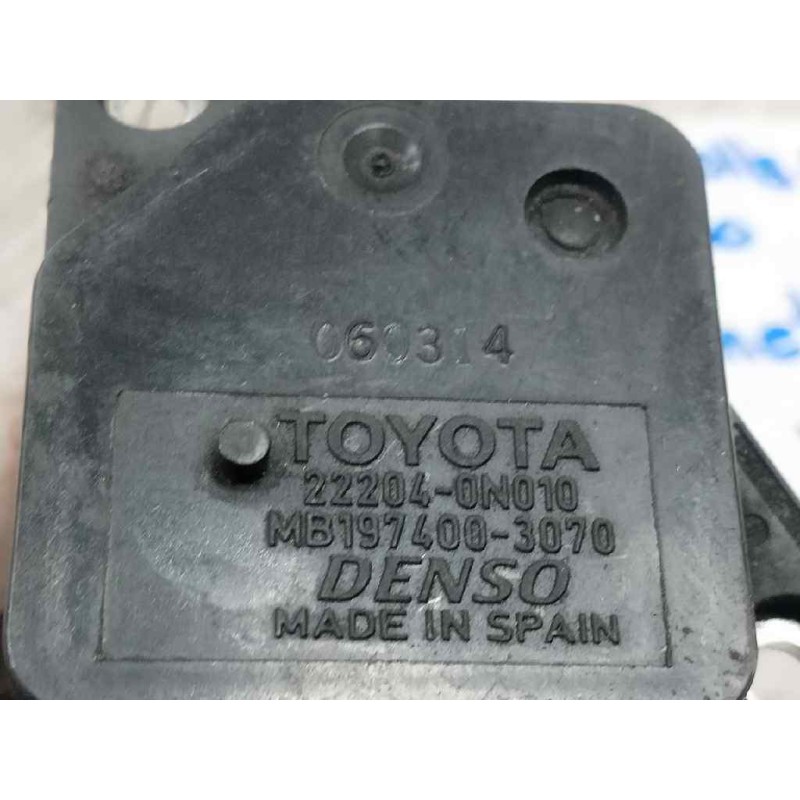 060314
TOYOTA
22204-0N010
MB197400-3070
DENSO
MADE IN SPAIN